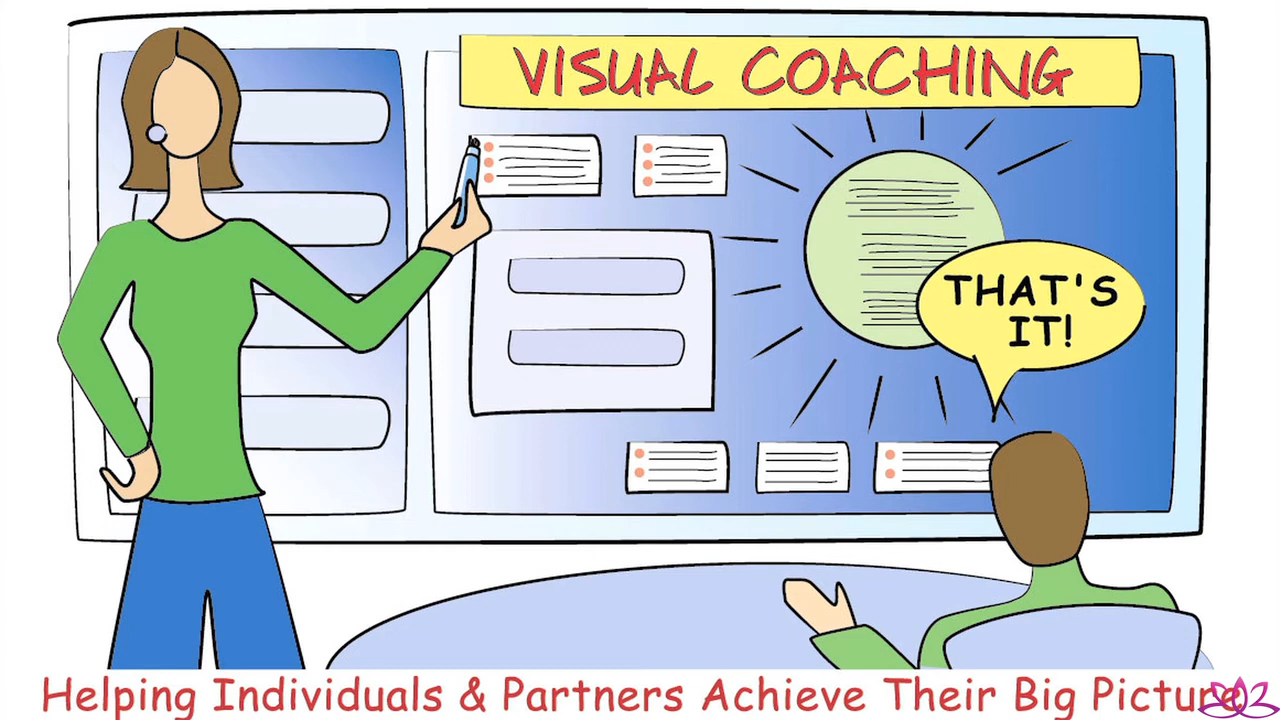 VISUAL COACHING
THAT'S
IT!
Helping Individuals & Partners Achieve Their Big Picture